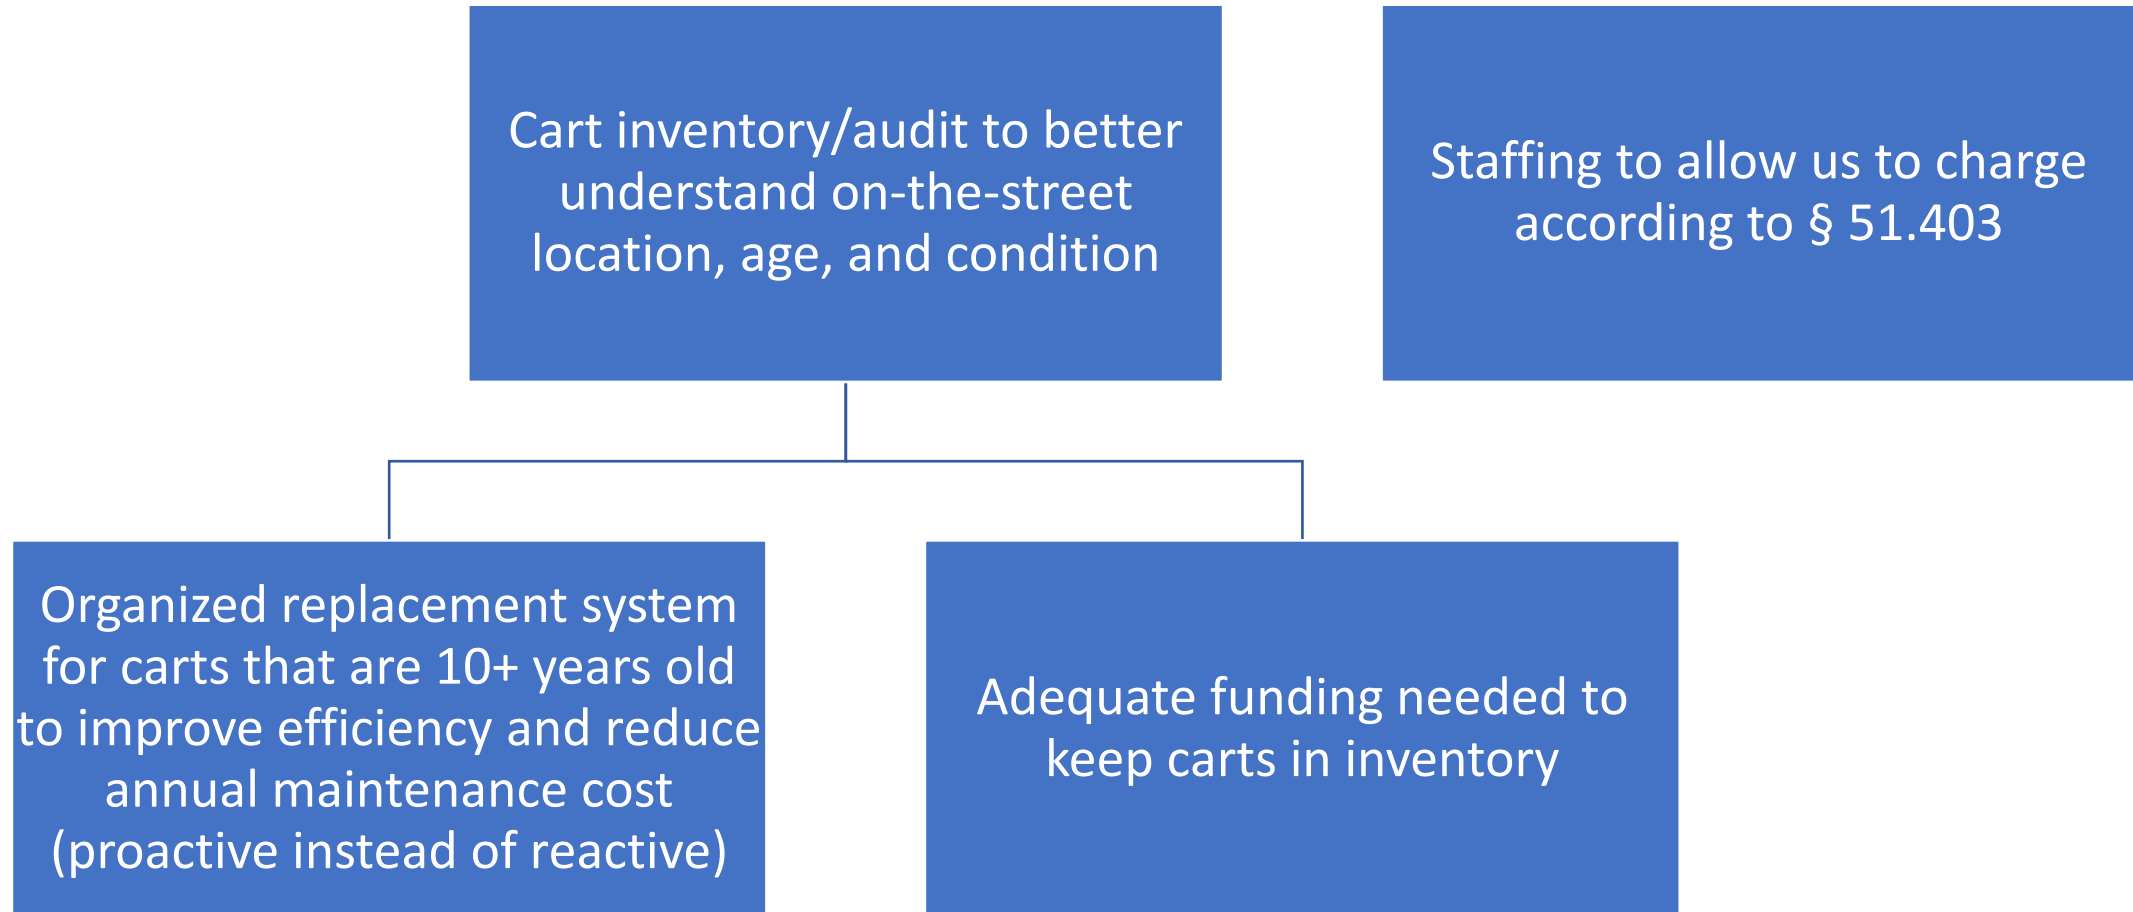 Cart inventory/audit to better
understand on-the-street
location, age, and condition
Staffing to allow us to charge
according to § 51.403
Organized replacement system
for carts that are 10+ years old
to improve efficiency and reduce
annual maintenance cost
(proactive instead of reactive)
Adequate funding needed to
keep carts in inventory